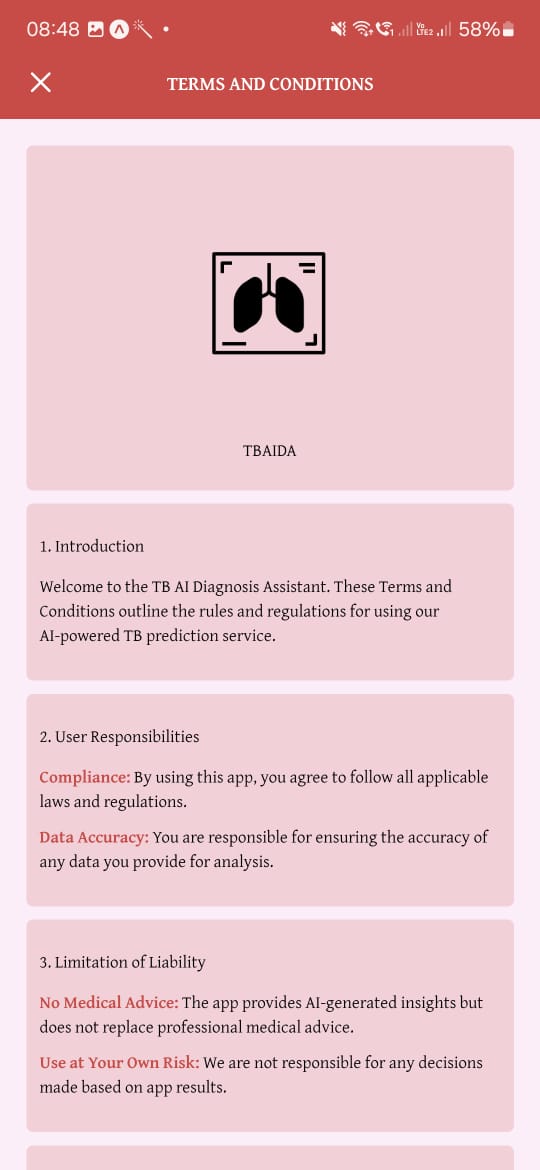 08:48 58%
Vo
LTE2
TERMS AND CONDITIONS
TBAIDA
1. Introduction
Welcome to the TB AI Diagnosis Assistant. These Terms and
Conditions outline the rules and regulations for using our
AI-powered TB prediction service.
2. User Responsibilities
Compliance: By using this app, you agree to follow all applicable
laws and regulations.
Data Accuracy: You are responsible for ensuring the accuracy of
any data you provide for analysis.
3. Limitation of Liability
No Medical Advice: The app provides AI-generated insights but
does not replace professional medical advice.
Use at Your Own Risk: We are not responsible for any decisions
made based on app results.